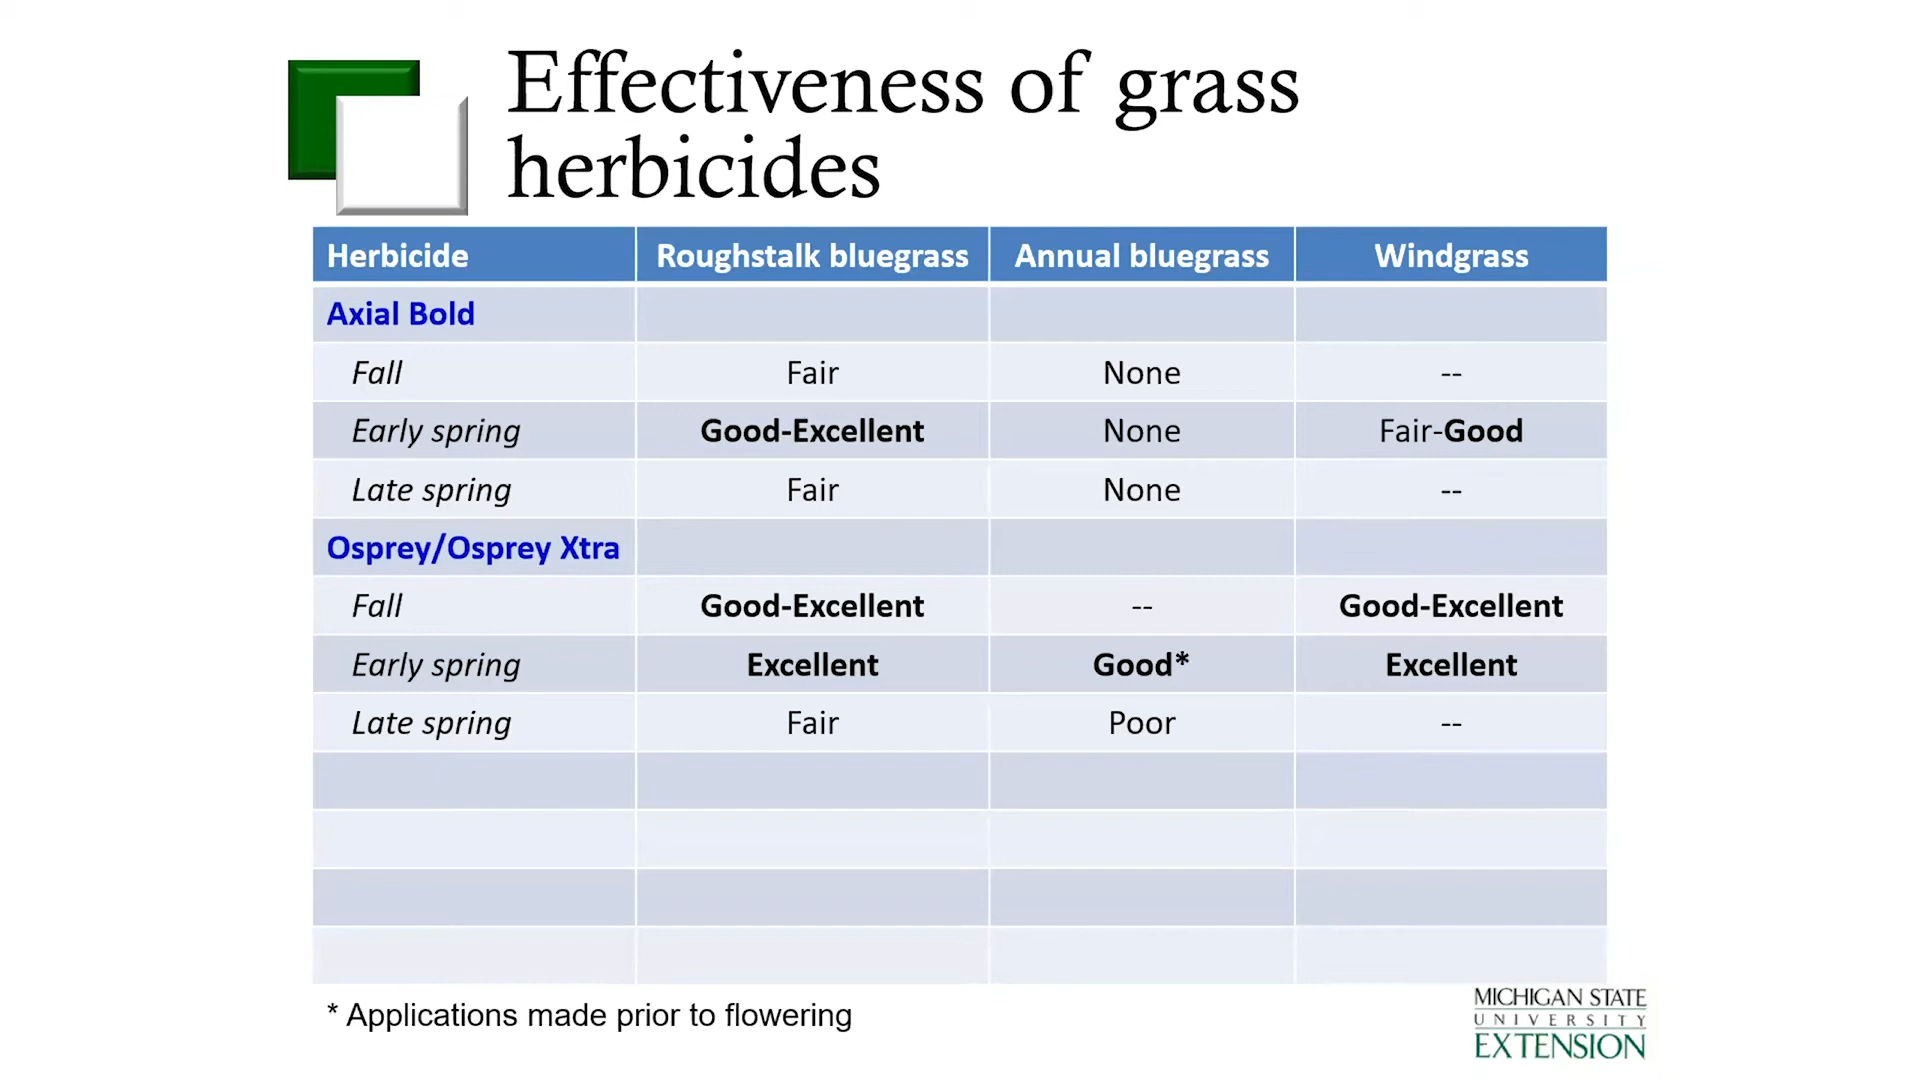 Effectiveness of grass
herbicides
Herbicide Roughstalk bluegrass Annual bluegrass Windgrass
Axial Bold
Fall Fair None --
Early spring Good-Excellent None Fair-Good
Late spring Fair None --
Osprey/Osprey Xtra
Fall Good-Excellent -- Good-Excellent
Early spring Excellent Good* Excellent
Late spring Fair Poor --
* Applications made prior to flowering
MICHIGAN STATE
UNIVERSITY
EXTENSION